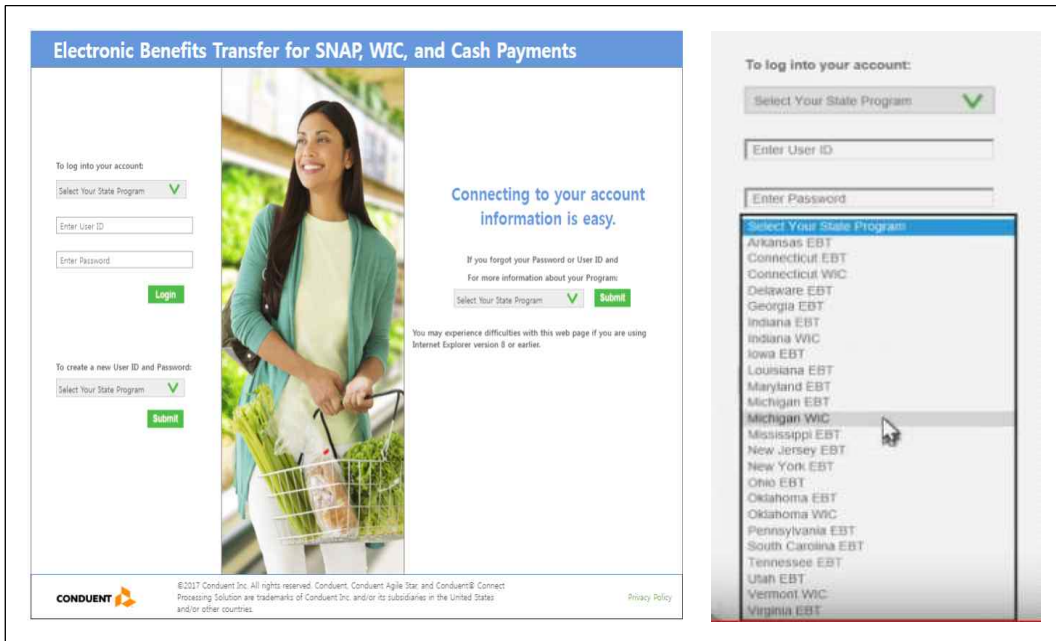 Electronic Benefits Transfer for SNAP, WIC, and Cash Payments
To log into your account:
Select Your State Program
Enter User ID
Enter Password
Login
To create a new User ID and Password:
Select Your State Program
Submit
Connecting to your account
information is easy.
If you forgot your Password or User ID and
For more information about your Program:
Select Your State Program
Submit
You may experience difficulties with this web page if you are using
Internet Explorer version 8 or earlier.
CONDUENT
©2017 Conduent Inc. All rights reserved. Conduent, Conduent Agile Star, and Conduent® Connect
Processing Solution are trademarks of Conduent Inc. and/or its subsidiaries in the United States
and/or other countries.
Privacy Policy
To log into your account:
Select Your State Program
Enter User ID
Enter Password
Select Your State Program
Arkansas EBT
Connecticut EBT
Connecticut WIC
Delaware EBT
Georgia EBT
Indiana EBT
Indiana WIC
Iowa EBT
Louisiana EBT
Maryland EBT
Michigan EBT
Michigan WIC
Mississippi EBT
New Jersey EBT
New York EBT
Ohio EBT
Oklahoma EBT
Oklahoma WIC
Pennsylvania EBT
South Carolina EBT
Tennessee EBT
Utah EBT
Vermont WIC
Virginia EBT